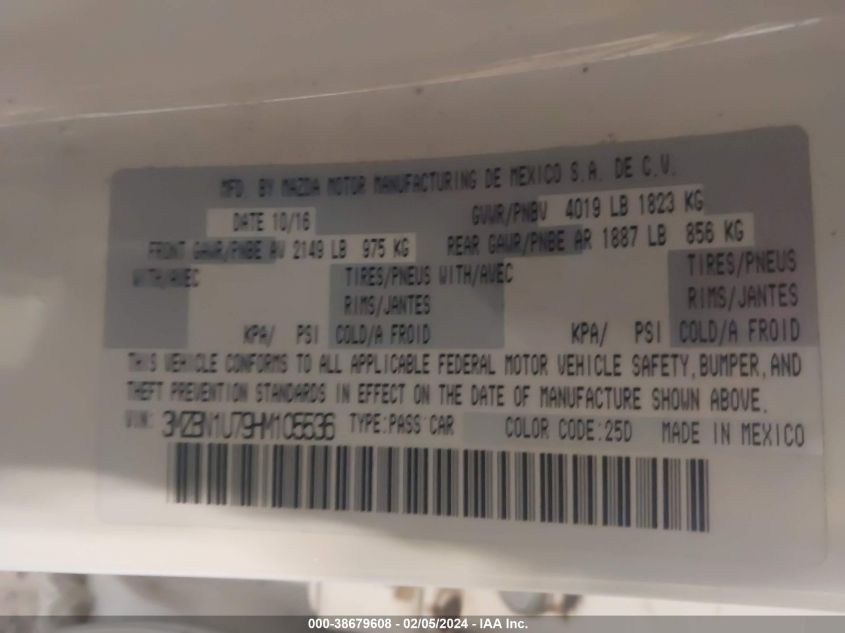 MFD. BY MAZDA MOTOR MANUFACTURING DE MEXICO S.A. DE C.V.
DATE 10/16 GVWR/PNBV 4019 LB 1823 KG
FRONT GAWR/PNBE AV 2149 LB 975 KG REAR GAWR/PNBE AR 1887 LB 856 KG
WITH/AVEC TIRES/PNEUS WITH/AVEC TIRES/PNEUS
RIMS/JANTES RIMS/JANTES
KPA/ PSI COLD/A FROID KPA/ PSI COLD/A FROID
THIS VEHICLE CONFORMS TO ALL APPLICABLE FEDERAL MOTOR VEHICLE SAFETY, BUMPER, AND
THEFT PREVENTION STANDARDS IN EFFECT ON THE DATE OF MANUFACTURE SHOWN ABOVE.
VIN: 3MZBN1U79HM105536 TYPE:PASS CAR COLOR CODE:25D MADE IN MEXICO
000-38679608 - 02/05/2024 - IAA Inc.